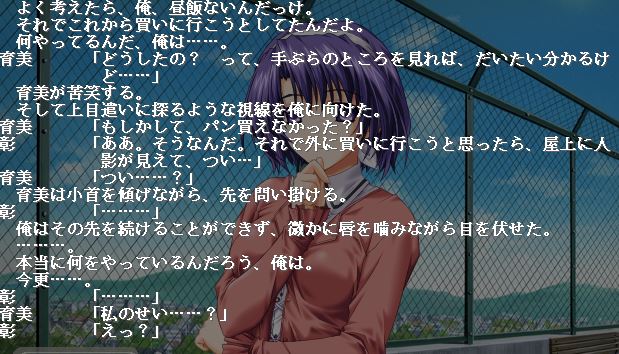 よく考えたら、俺、昼飯ないんだっけ。
それでこれから買いに行こうとしてたんだよ。
何やってるんだ、俺は……。
育美　「どうしたの？　って、手ぶらのところを見れば、だいたい分かるけ
ど……」
育美が苦笑する。
そして上目遣いに探るような視線を俺に向けた。
育美　「もしかして、パン買えなかった？」
彰　「ああ。そうなんだ。それで外に買いに行こうと思ったら、屋上に人
影が見えて、つい…」
育美　「つい……？」
育美は小首を傾げながら、先を問い掛ける。
彰　「………」
俺はその先を続けることができず、微かに唇を噛みながら目を伏せた。
………。
本当に何をやっているんだろう、俺は。
今更……。
彰　「………」
育美　「私のせい……？」
彰　「えっ？」